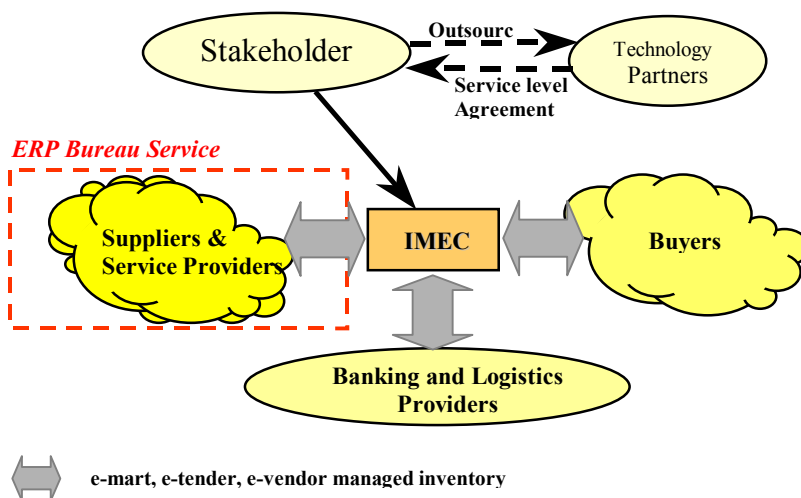 Outsourc
Stakeholder
Technology
Partners
Service level
Agreement
ERP Bureau Service
Suppliers &
Service Providers
IMEC
Buyers
Banking and Logistics
Providers
e-mart, e-tender, e-vendor managed inventory